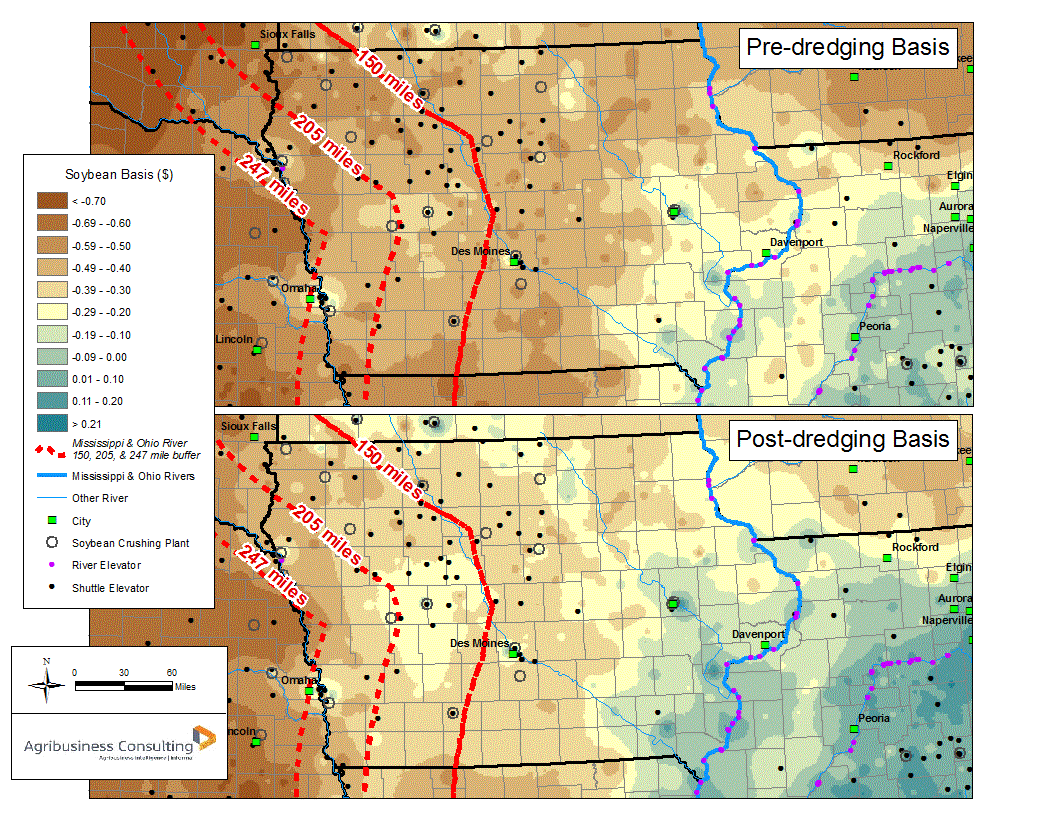 Pre-dredging Basis
Sioux Falls
150 miles
205 miles
247 miles
Rockford
Elgin
Aurora
Naperville
Davenport
Des Moines
Omaha
Peoria
Lincoln
Soybean Basis ($)
< -0.70
-0.69 - -0.60
-0.59 - -0.50
-0.49 - -0.40
-0.39 - -0.30
-0.29 - -0.20
-0.19 - -0.10
-0.09 - 0.00
0.01 - 0.10
0.11 - 0.20
> 0.21
Mississippi & Ohio River
150, 205, & 247 mile buffer
Mississippi & Ohio Rivers
Other River
City
Soybean Crushing Plant
River Elevator
Shuttle Elevator
Post-dredging Basis
Sioux Falls
150 miles
205 miles
247 miles
Rockford
Elgin
Aurora
Naperville
Davenport
Des Moines
Omaha
Peoria
ncoln
N
0 30 60
Miles
Agribusiness Consulting
Agribusiness Intelligence | Informa